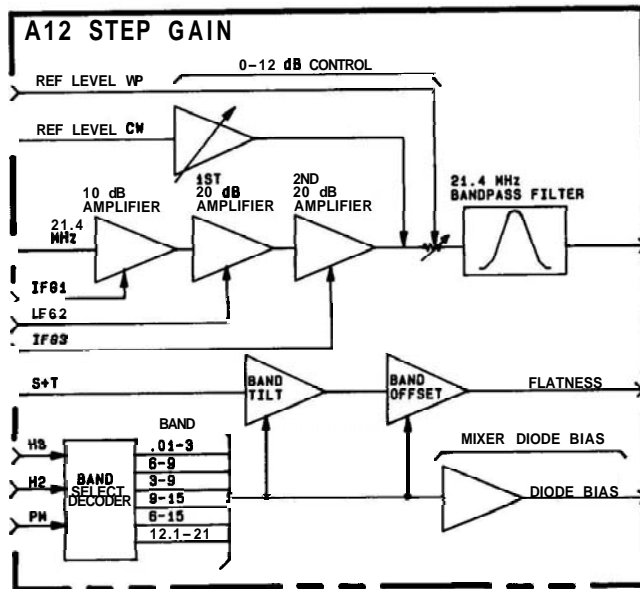 A12 STEP GAIN
0-12 dB CONTROL
REF LEVEL WP
REF LEVEL CW
1ST
20 dB
AMPLIFIER
2ND
20 dB
AMPLIFIER
10 dB
AMPLIFIER
21.4 MHz
BANDPASS FILTER
21.4
MHz
IFG1
LFG2
IFG3
S+T
BAND
TILT
BAND
OFFSET
FLATNESS
BAND
MIXER DIODE BIAS
H3
H2
PN
BAND
SELECT
DECODER
.01-3
6-9
3-9
9-15
6-15
12.1-21
DIODE BIAS